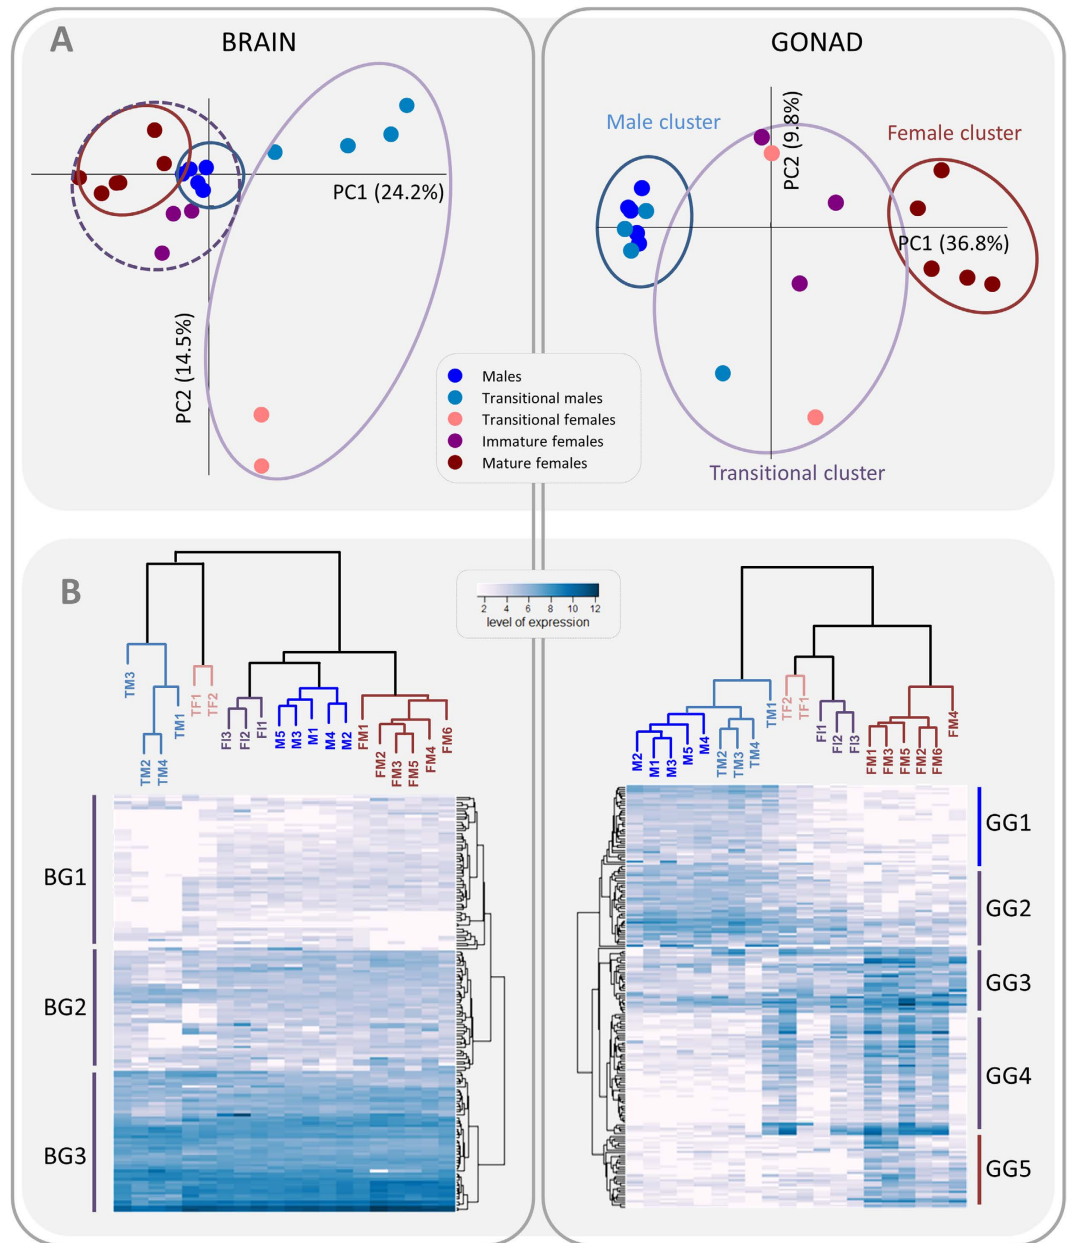 A
BRAIN
GONAD
PC1 (24.2%)
PC2 (14.5%)
PC2 (9.8%)
Male cluster
Female cluster
PC1 (36.8%)
Transitional cluster
Males
Transitional males
Transitional females
Immature females
Mature females
B
2 4 6 8 10 12
level of expression
TM3
TM2
TM4
TM1
TF1
TF2
FI3
FI2
FI1
M5
M3
M1
M4
M2
FM1
FM2
FM3
FM5
FM4
FM6
M2
M1
M3
M5
M4
TM2
TM3
TM4
TM1
TF2
TF1
FI1
FI2
FI3
FM1
FM3
FM5
FM2
FM6
FM4
BG1
BG2
BG3
GG1
GG2
GG3
GG4
GG5